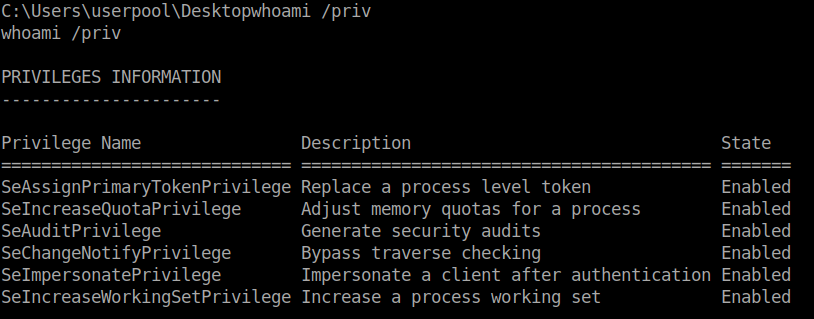 C:\Users\userpool\Desktopwhoami /priv
whoami /priv
PRIVILEGES INFORMATION
----------------------
Privilege Name                Description                               State
============================= ========================================= =======
SeAssignPrimaryTokenPrivilege Replace a process level token             Enabled
SeIncreaseQuotaPrivilege      Adjust memory quotas for a process        Enabled
SeAuditPrivilege              Generate security audits                  Enabled
SeChangeNotifyPrivilege       Bypass traverse checking                  Enabled
SeImpersonatePrivilege        Impersonate a client after authentication Enabled
SeIncreaseWorkingSetPrivilege Increase a process working set            Enabled